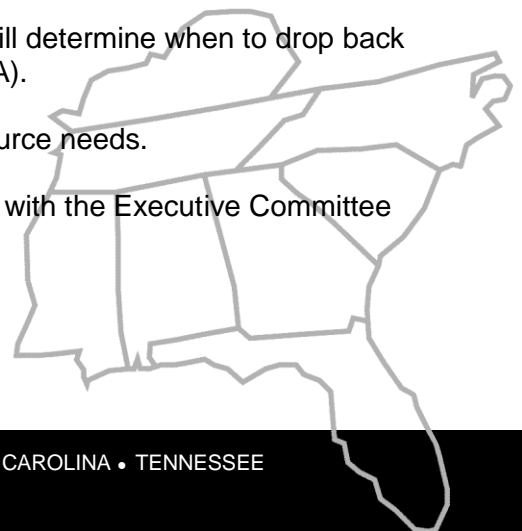 ill determine when to drop back
A).
urce needs.
with the Executive Committee
CAROLINA • TENNESSEE